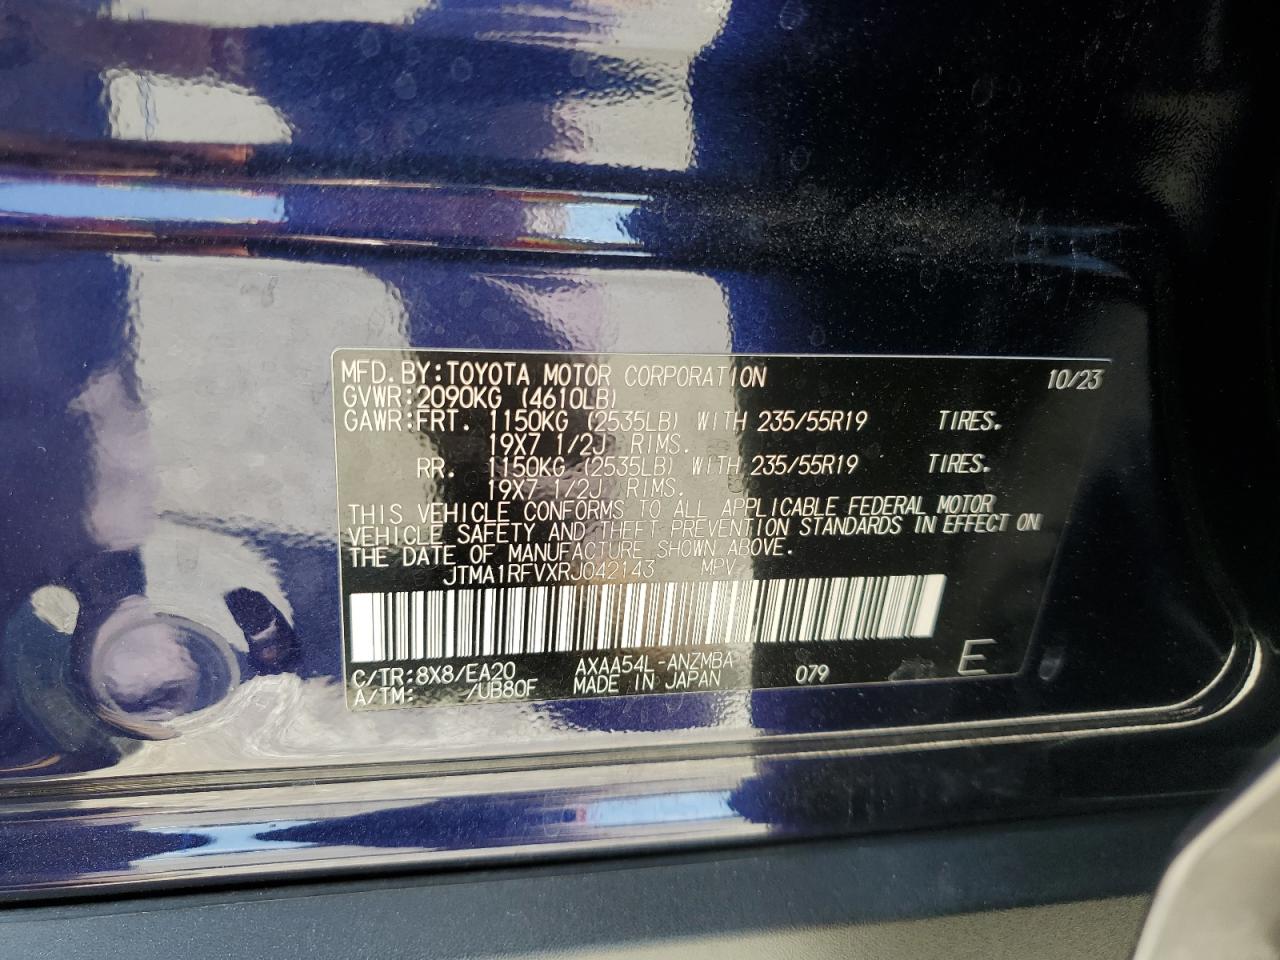 MFD. BY: TOYOTA MOTOR CORPORATION 10/23
GVWR: 2090KG (4610LB)
GAWR: FRT. 1150KG (2535LB) WITH 235/55R19 TIRES.
19X7 1/2J RIMS.
RR. 1150KG (2535LB) WITH 235/55R19 TIRES.
19X7 1/2J RIMS.
THIS VEHICLE CONFORMS TO ALL APPLICABLE FEDERAL MOTOR
VEHICLE SAFETY AND THEFT PREVENTION STANDARDS IN EFFECT ON
THE DATE OF MANUFACTURE SHOWN ABOVE.
JTMA1RFVXRJ042143 MPV
C/TR: 8X8/EA20 AXAA54L-ANZMBA 079 E
A/TM: /UB80F MADE IN JAPAN